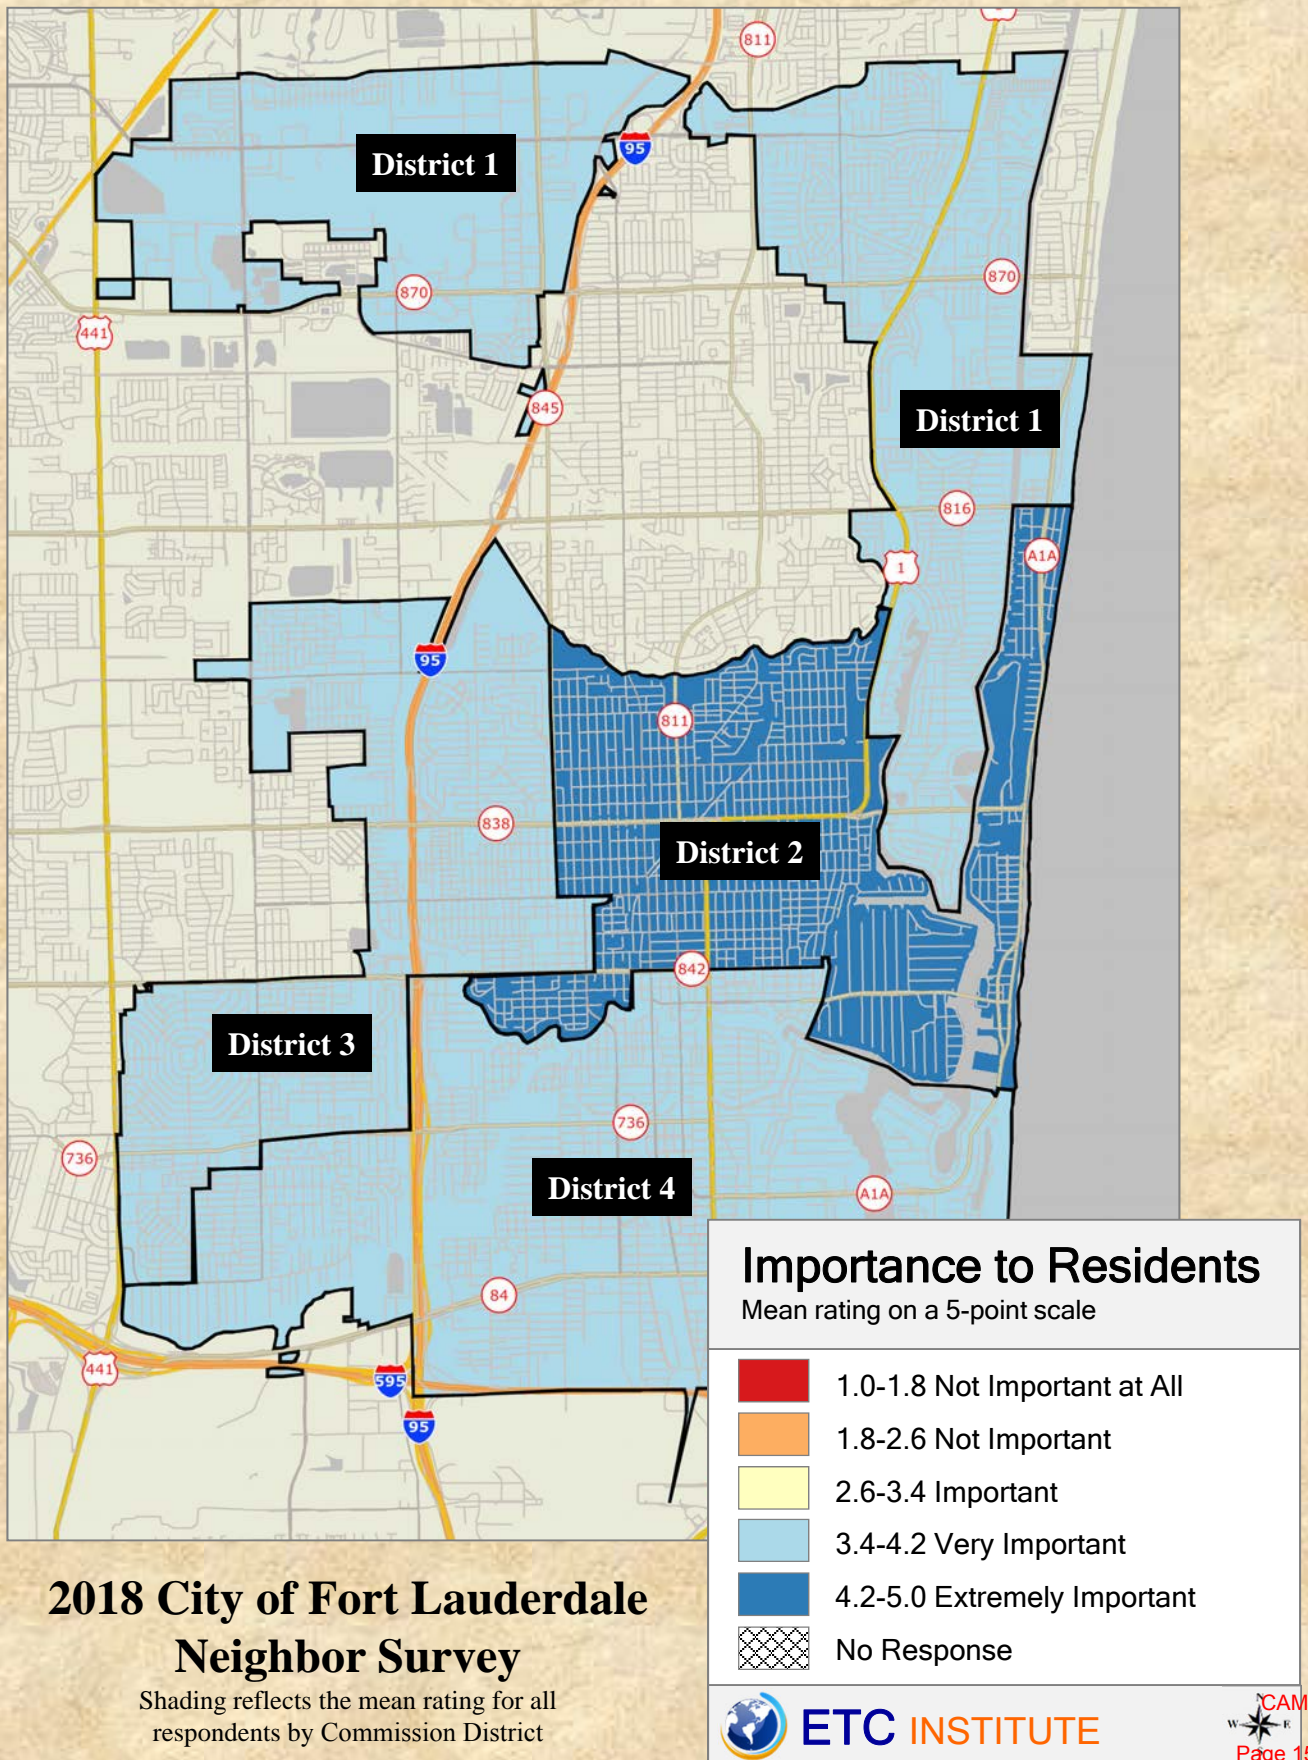 811
District 1
95
870
870
441
845
District 1
816
A1A
1
95
811
838
District 2
842
District 3
736
736
District 4
A1A
84
441
595
95
Importance to Residents
Mean rating on a 5-point scale
1.0-1.8 Not Important at All
1.8-2.6 Not Important
2.6-3.4 Important
3.4-4.2 Very Important
4.2-5.0 Extremely Important
No Response
2018 City of Fort Lauderdale
Neighbor Survey
Shading reflects the mean rating for all
respondents by Commission District
ETC INSTITUTE
CAM
N
W E
Page 15